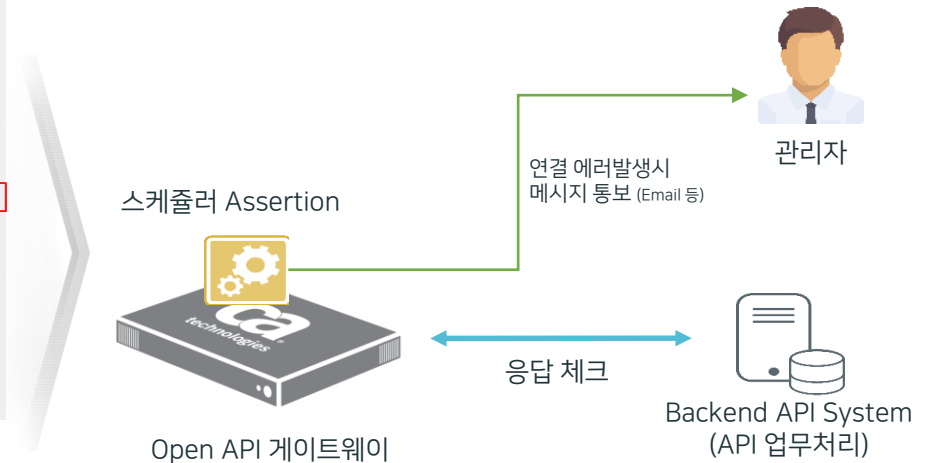 관리자
연결 에러발생시
메시지 통보 (Email 등)
스케쥴러 Assertion
ca
technologies
응답 체크
Backend API System
(API 업무처리)
Open API 게이트웨이